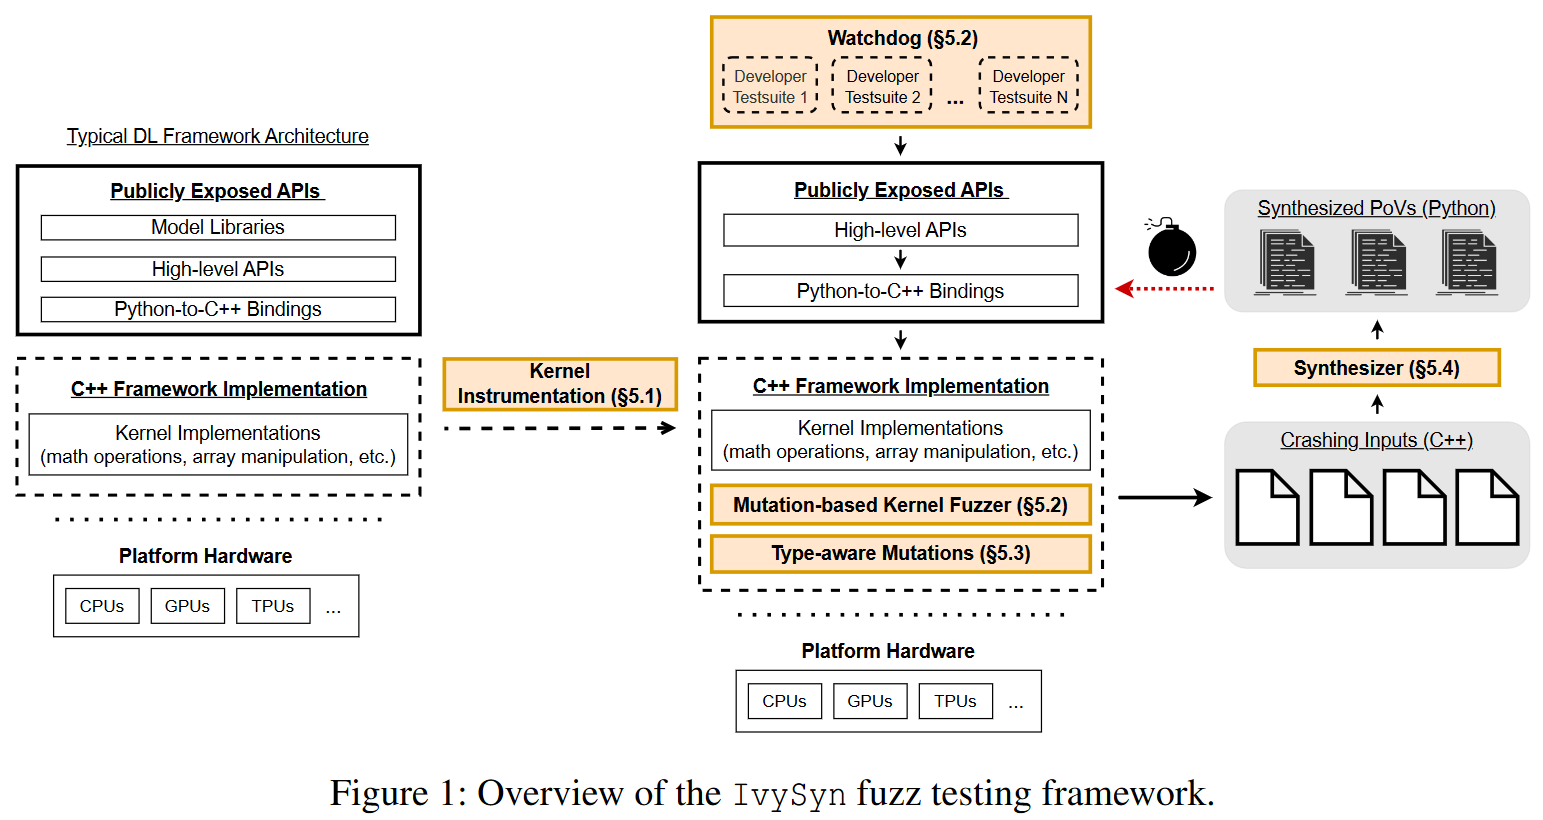 Typical DL Framework Architecture
Publicly Exposed APIs
Model Libraries
High-level APIs
Python-to-C++ Bindings
C++ Framework Implementation
Kernel Implementations
(math operations, array manipulation, etc.)
Platform Hardware
CPUs
GPUs
TPUs
...
Kernel
Instrumentation (§5.1)
Watchdog (§5.2)
Developer
Testsuite 1
Developer
Testsuite 2
...
Developer
Testsuite N
Publicly Exposed APIs
High-level APIs
Python-to-C++ Bindings
C++ Framework Implementation
Kernel Implementations
(math operations, array manipulation, etc.)
Mutation-based Kernel Fuzzer (§5.2)
Type-aware Mutations (§5.3)
Platform Hardware
CPUs
GPUs
TPUs
...
Synthesized PoVs (Python)
Synthesizer (§5.4)
Crashing Inputs (C++)
Figure 1: Overview of the IvySyn fuzz testing framework.